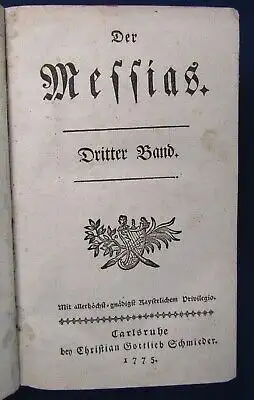 Der
Messias.
Dritter Band.
Mit allerhöchst-gnädigst Kayserlichem Privilegio.
Carlsruhe
bey Christian Gottlieb Schmieder.
1775.